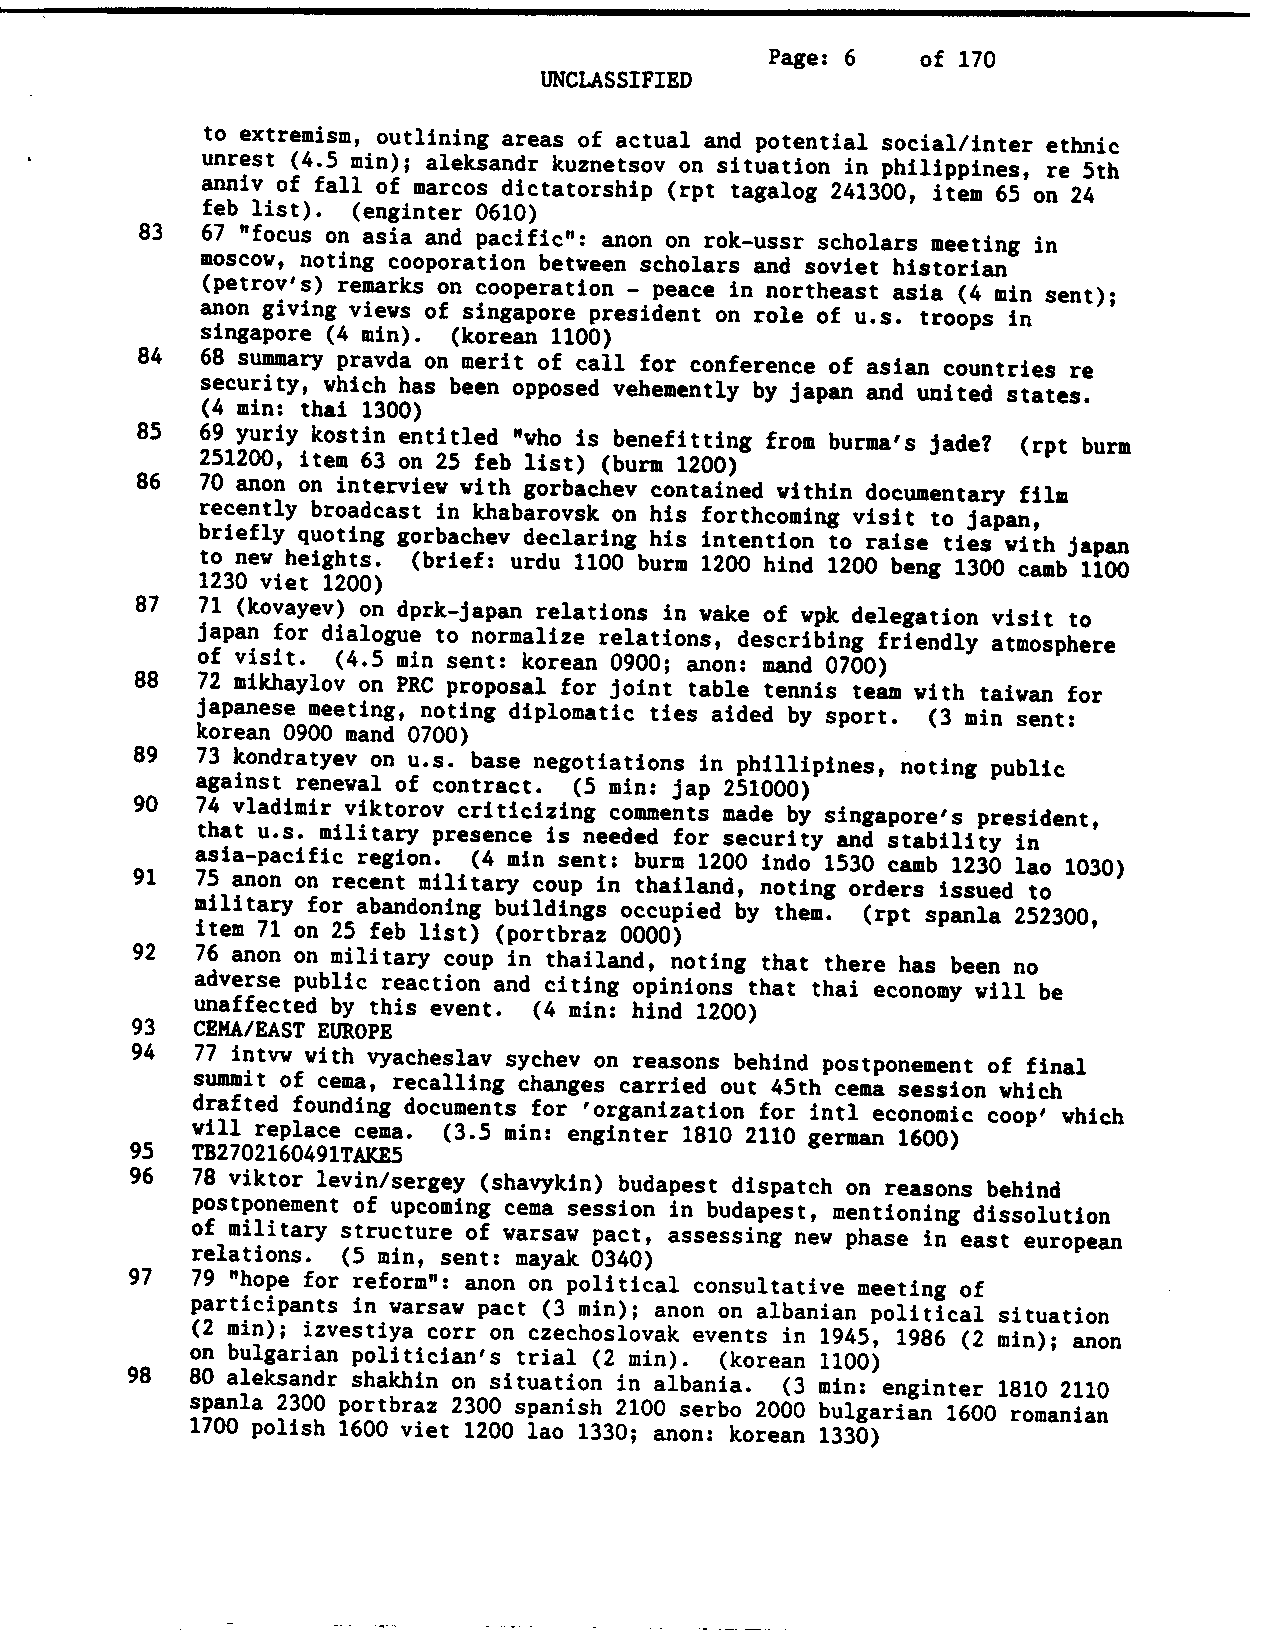 Page: 6 of 170
UNCLASSIFIED
to extremism, outlining areas of actual and potential social/inter ethnic
unrest (4.5 min); aleksandr kuznetsov on situation in philippines, re 5th
anniv of fall of marcos dictatorship (rpt tagalog 241300, item 65 on 24
feb list). (enginter 0610)
83 67 "focus on asia and pacific": anon on rok-ussr scholars meeting in
moscow, noting cooporation between scholars and soviet historian
(petrov's) remarks on cooperation - peace in northeast asia (4 min sent);
anon giving views of singapore president on role of u.s. troops in
singapore (4 min). (korean 1100)
84 68 summary pravda on merit of call for conference of asian countries re
security, which has been opposed vehemently by japan and united states.
(4 min: thai 1300)
85 69 yuriy kostin entitled "who is benefitting from burma's jade? (rpt burm
251200, item 63 on 25 feb list) (burm 1200)
86 70 anon on interview with gorbachev contained within documentary film
recently broadcast in khabarovsk on his forthcoming visit to japan,
briefly quoting gorbachev declaring his intention to raise ties with japan
to new heights. (brief: urdu 1100 burm 1200 hind 1200 beng 1300 camb 1100
1230 viet 1200)
87 71 (kovayev) on dprk-japan relations in wake of wpk delegation visit to
japan for dialogue to normalize relations, describing friendly atmosphere
of visit. (4.5 min sent: korean 0900; anon: mand 0700)
88 72 mikhaylov on PRC proposal for joint table tennis team with taiwan for
japanese meeting, noting diplomatic ties aided by sport. (3 min sent:
korean 0900 mand 0700)
89 73 kondratyev on u.s. base negotiations in phillipines, noting public
against renewal of contract. (5 min: jap 251000)
90 74 vladimir viktorov criticizing comments made by singapore's president,
that u.s. military presence is needed for security and stability in
asia-pacific region. (4 min sent: burm 1200 indo 1530 camb 1230 lao 1030)
91 75 anon on recent military coup in thailand, noting orders issued to
military for abandoning buildings occupied by them. (rpt spanla 252300,
item 71 on 25 feb list) (portbraz 0000)
92 76 anon on military coup in thailand, noting that there has been no
adverse public reaction and citing opinions that thai economy will be
unaffected by this event. (4 min: hind 1200)
93 CEMA/EAST EUROPE
94 77 intvw with vyacheslav sychev on reasons behind postponement of final
summit of cema, recalling changes carried out 45th cema session which
drafted founding documents for 'organization for intl economic coop' which
will replace cema. (3.5 min: enginter 1810 2110 german 1600)
95 TB2702160491TAKE5
96 78 viktor levin/sergey (shavykin) budapest dispatch on reasons behind
postponement of upcoming cema session in budapest, mentioning dissolution
of military structure of warsaw pact, assessing new phase in east european
relations. (5 min, sent: mayak 0340)
97 79 "hope for reform": anon on political consultative meeting of
participants in warsaw pact (3 min); anon on albanian political situation
(2 min); izvestiya corr on czechoslovak events in 1945, 1986 (2 min); anon
on bulgarian politician's trial (2 min). (korean 1100)
98 80 aleksandr shakhin on situation in albania. (3 min: enginter 1810 2110
spanla 2300 portbraz 2300 spanish 2100 serbo 2000 bulgarian 1600 romanian
1700 polish 1600 viet 1200 lao 1330; anon: korean 1330)